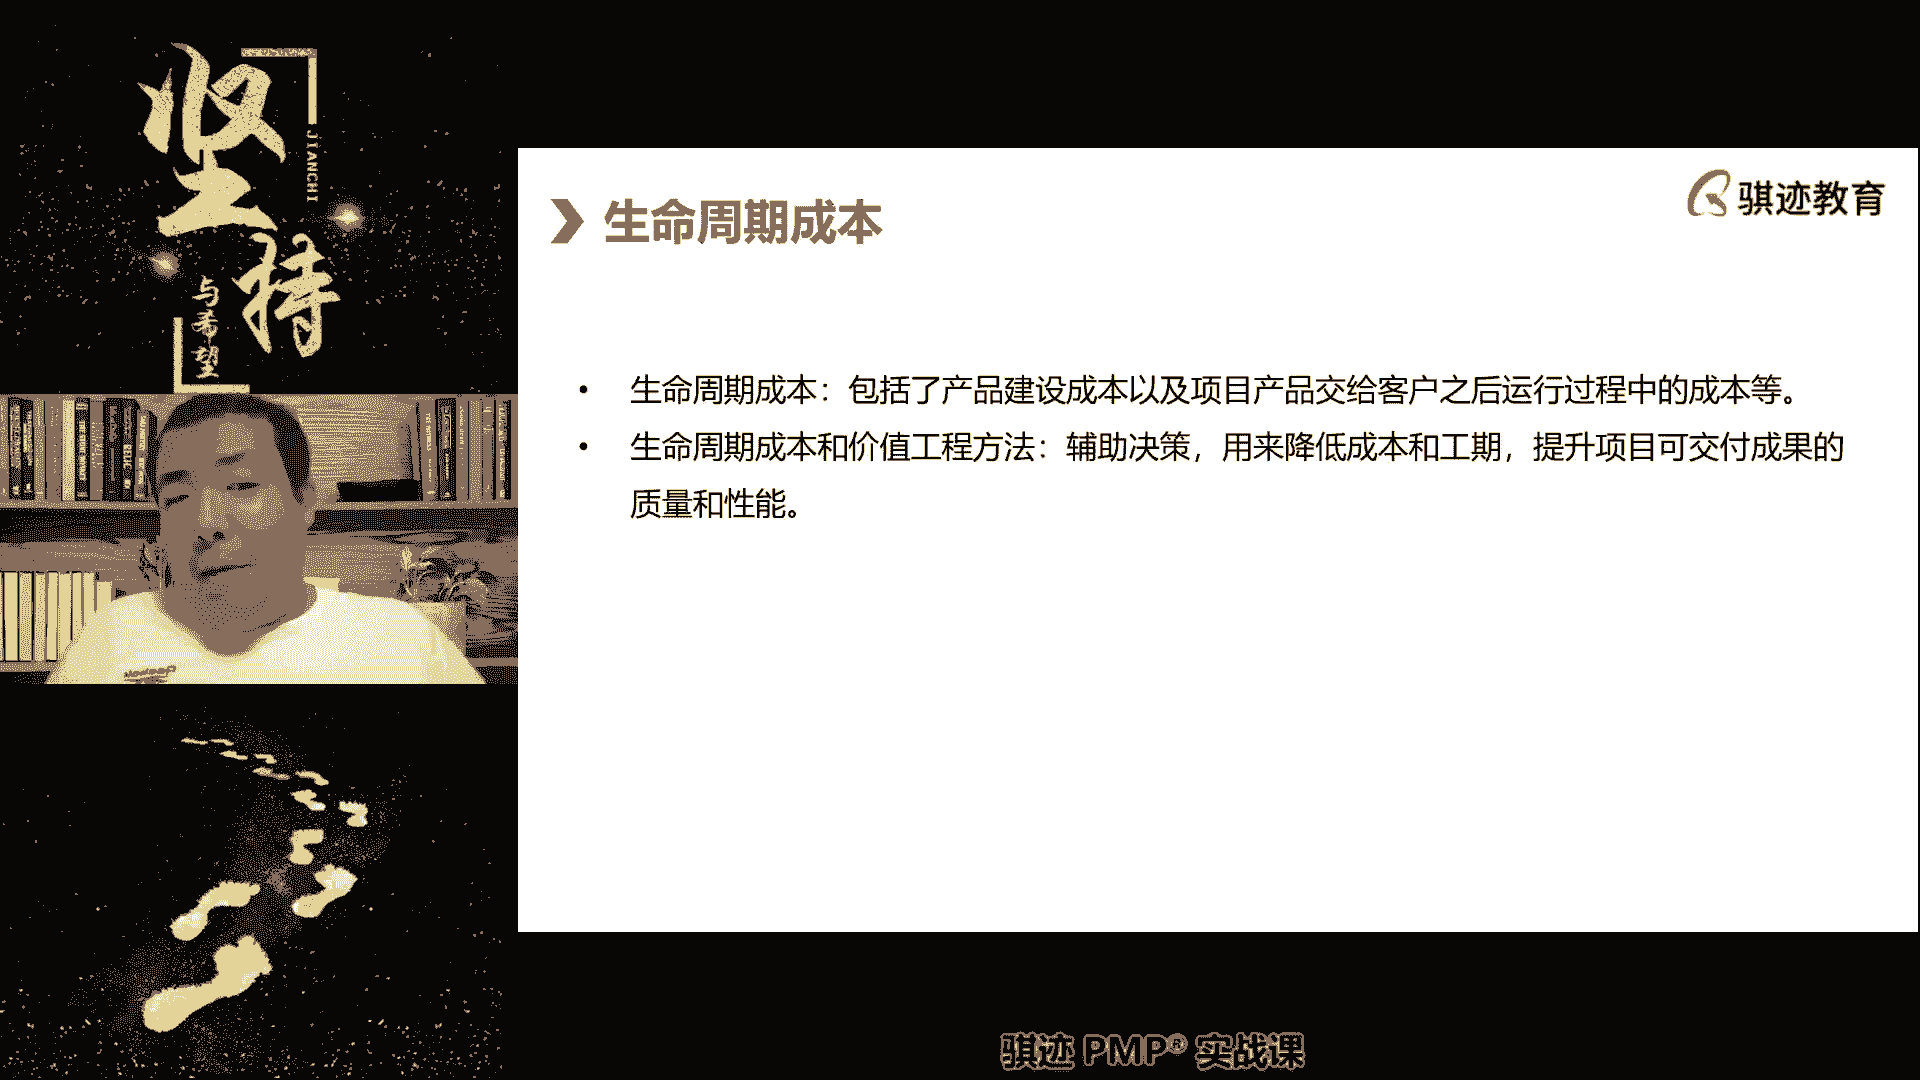 坚持
JIANCHI
与希望
骐迹教育
生命周期成本
• 生命周期成本：包括了产品建设成本以及项目产品交给客户之后运行过程中的成本等。
• 生命周期成本和价值工程方法：辅助决策，用来降低成本和工期，提升项目可交付成果的
质量和性能。
骐迹 PMP® 实战课